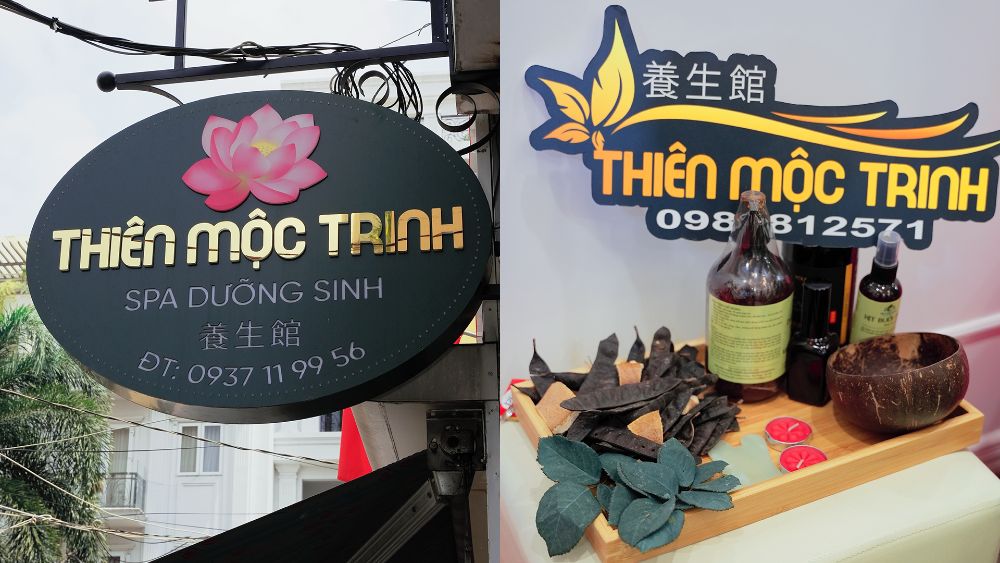 THIÊN MỘC TRINH
SPA DƯỠNG SINH
養生館
ĐT: 0937 11 99 56
養生館
THIÊN MỘC TRINH